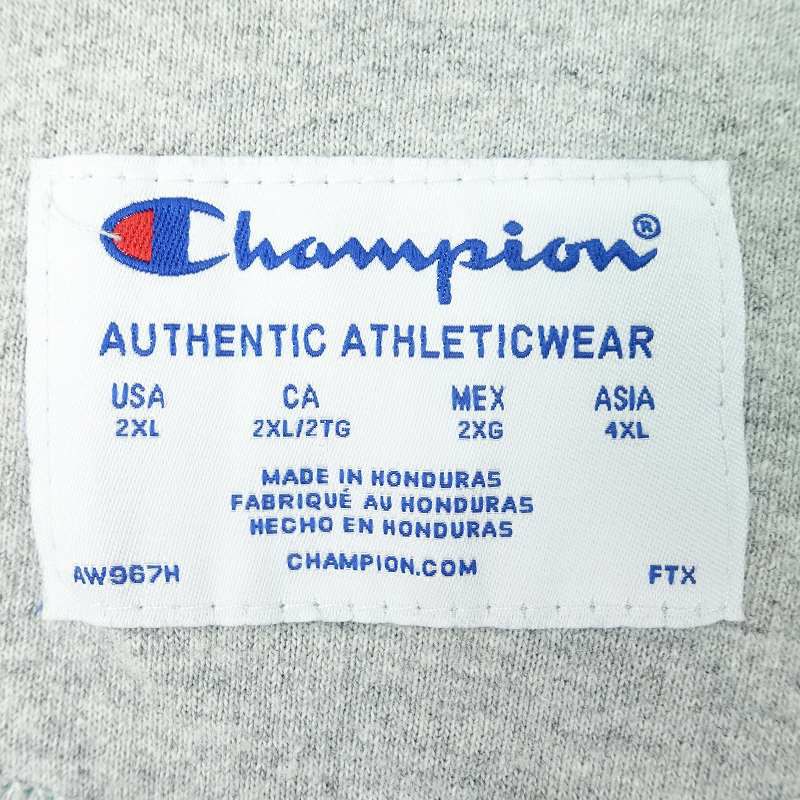 Champion®
AUTHENTIC ATHLETICWEAR
USA CA MEX ASIA
2XL 2XL/2TG 2XG 4XL
MADE IN HONDURAS
FABRIQUÉ AU HONDURAS
HECHO EN HONDURAS
CHAMPION.COM
AW967H FTX